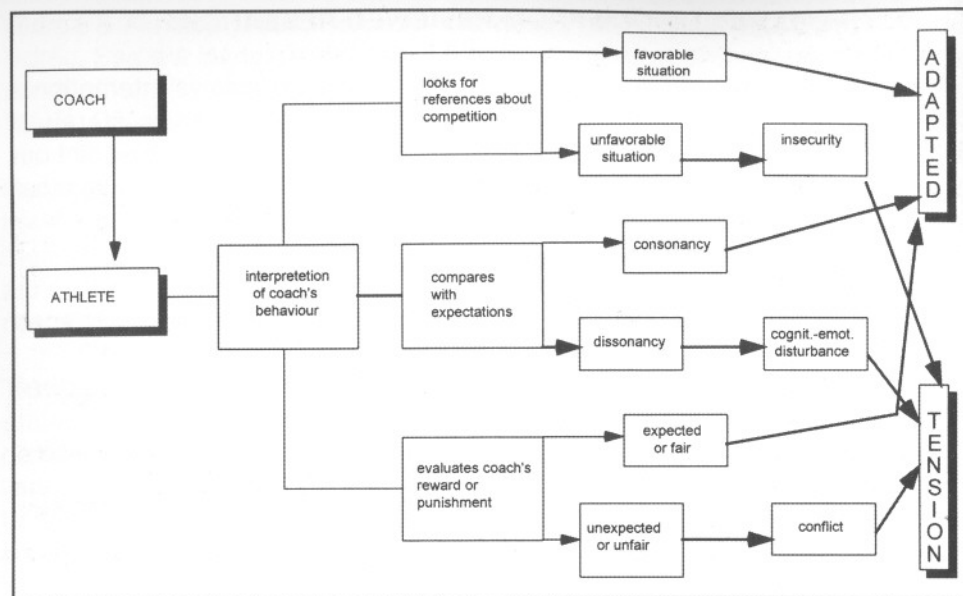 COACH
ATHLETE
interpretetion
of coach's
behaviour
looks for
references about
competition
favorable
situation
unfavorable
situation
insecurity
compares
with
expectations
consonancy
dissonancy
cognit.-emot.
disturbance
evaluates coach's
reward or
punishment
expected
or fair
unexpected
or unfair
conflict
ADAPTED
TENSION